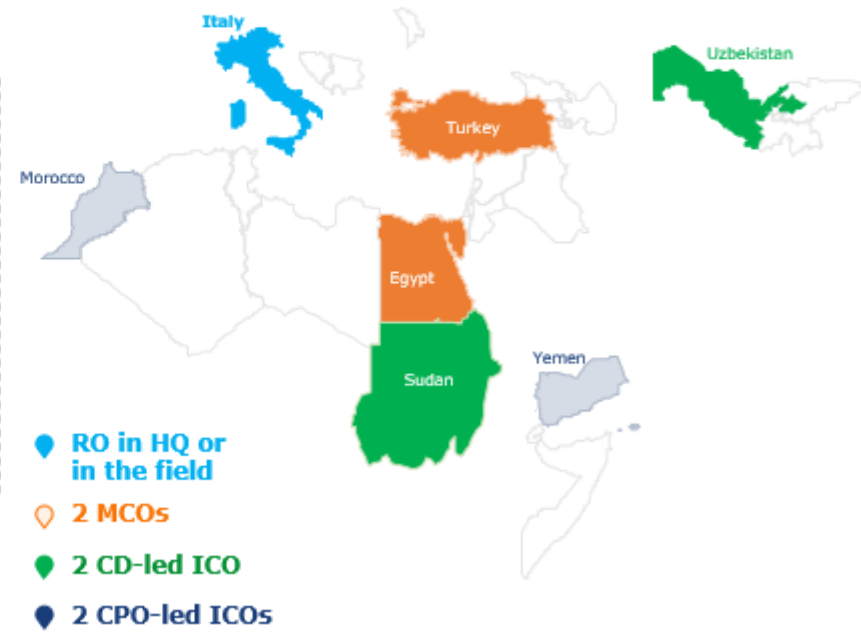 Italy
Uzbekistan
Turkey
Morocco
Egypt
Yemen
Sudan
RO in HQ or
in the field
2 MCOs
2 CD-led ICO
2 CPO-led ICOs